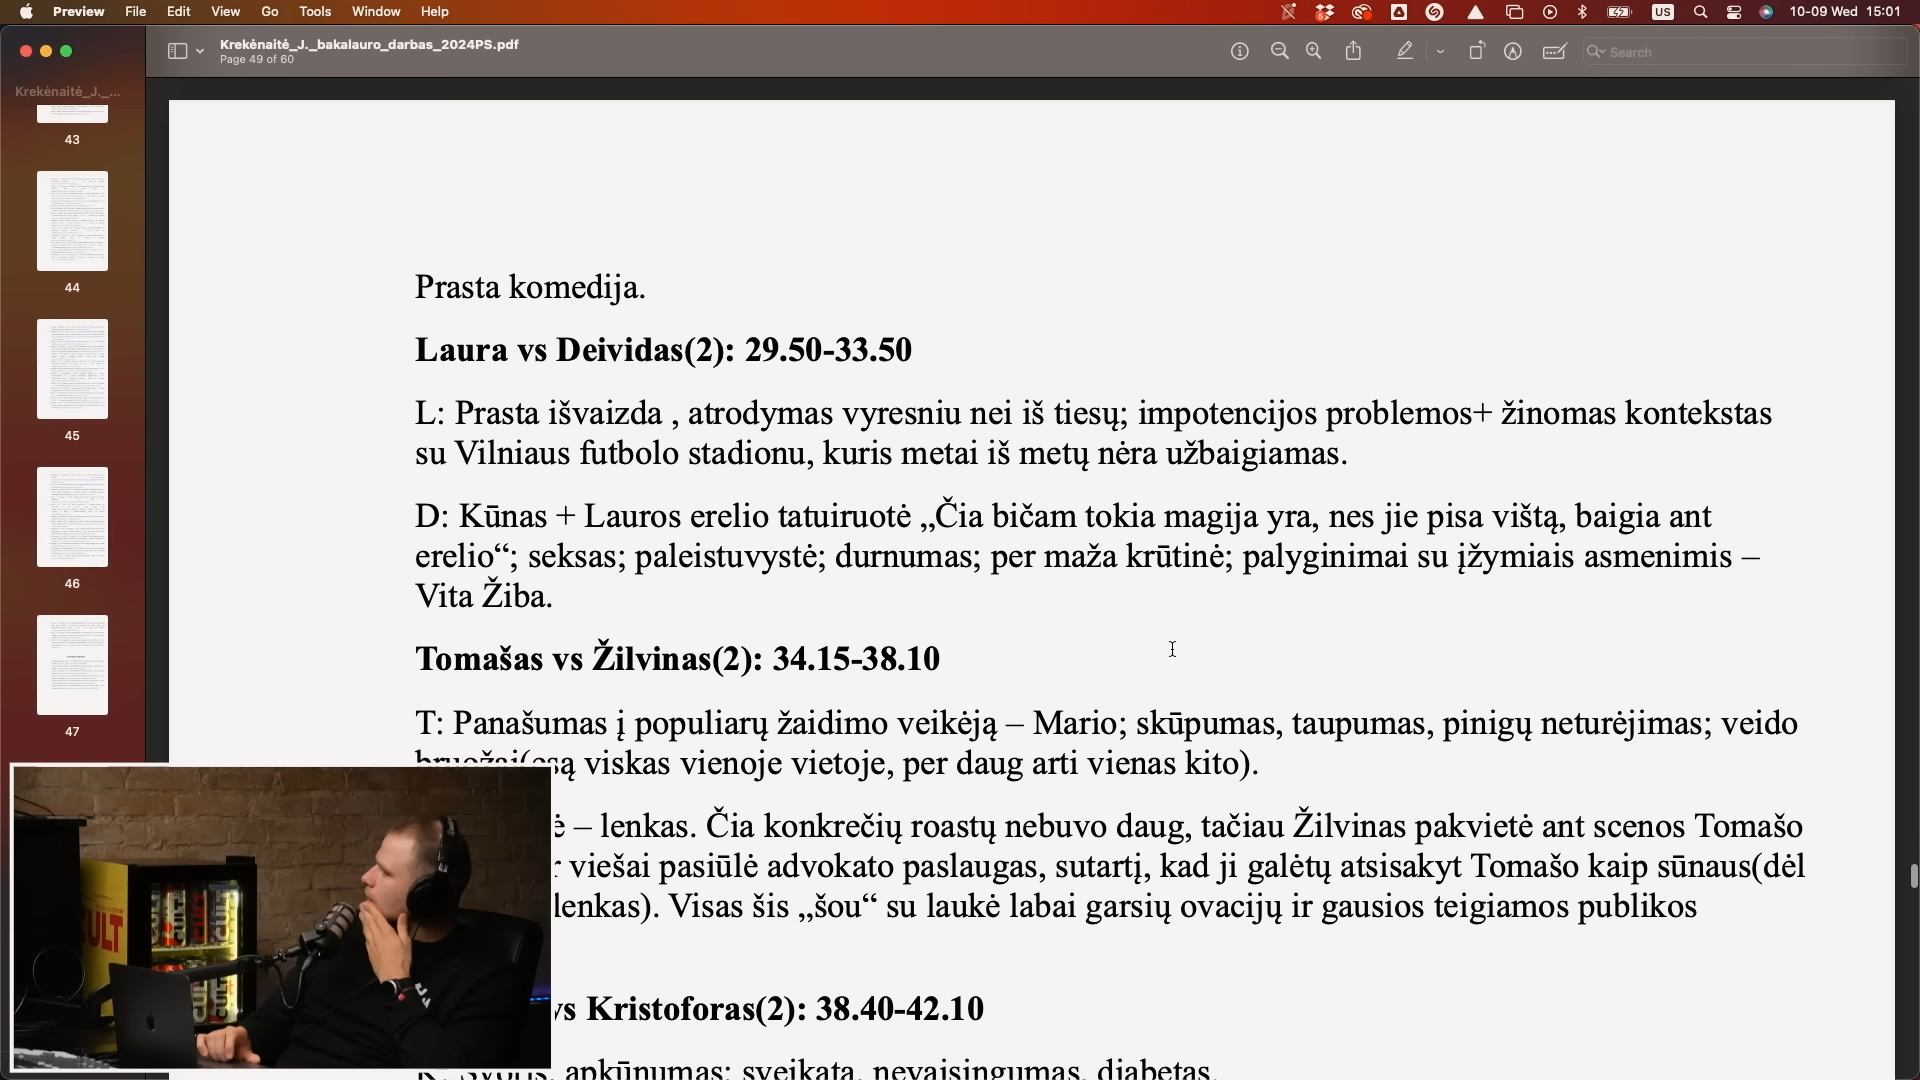 Preview File Edit View Go Tools Window Help US 10-09 Wed 15:01
Krekėnaitė_J._bakalauro_darbas_2024PS.pdf
Page 49 of 60
Search
Krekėnaitė_J._...
43
44
45
46
47
Prasta komedija.
Laura vs Deividas(2): 29.50-33.50
L: Prasta išvaizda , atrodymas vyresniu nei iš tiesų; impotencijos problemos+ žinomas kontekstas
su Vilniaus futbolo stadionu, kuris metai iš metų nėra užbaigiamas.
D: Kūnas + Lauros erelio tatuiruotė „Čia bičam tokia magija yra, nes jie pisa vištą, baigia ant
erelio“; seksas; paleistuvystė; durnumas; per maža krūtinė; palyginimai su įžymiais asmenimis –
Vita Žiba.
Tomašas vs Žilvinas(2): 34.15-38.10
T: Panašumas į populiarų žaidimo veikėją – Mario; skūpumas, taupumas, pinigų neturėjimas; veido
bruožai(esą viskas vienoje vietoje, per daug arti vienas kito).
– lenkas. Čia konkrečių roastų nebuvo daug, tačiau Žilvinas pakvietė ant scenos Tomašo
viešai pasiūlė advokato paslaugas, sutartį, kad ji galėtų atsisakyt Tomašo kaip sūnaus(dėl
lenkas). Visas šis „šou“ su laukė labai garsių ovacijų ir gausios teigiamos publikos
vs Kristoforas(2): 38.40-42.10
svoris, apkūnumas; sveikata, nevaisingumas, diabetas.
CULT